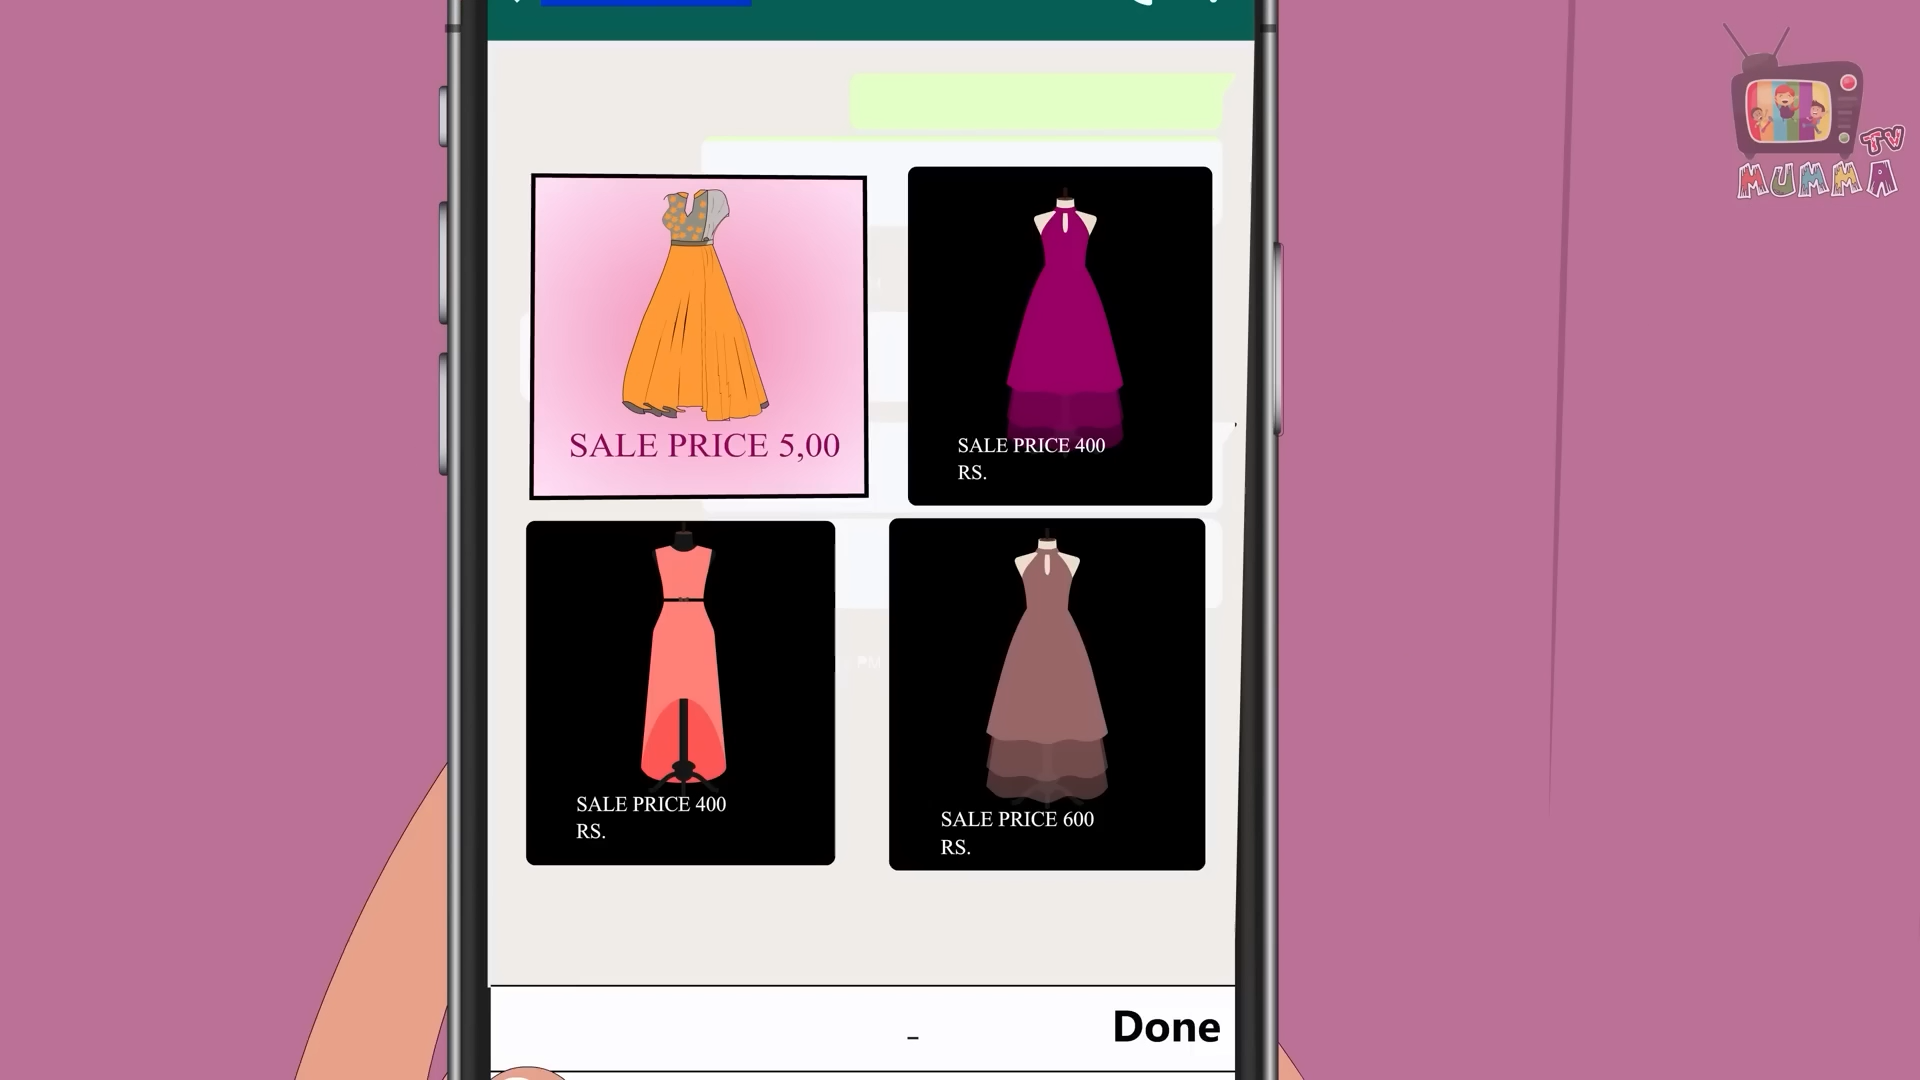 TV
MUMMA
SALE PRICE 5,00
SALE PRICE 400
RS.
PM
SALE PRICE 400
RS.
SALE PRICE 600
RS.
Done